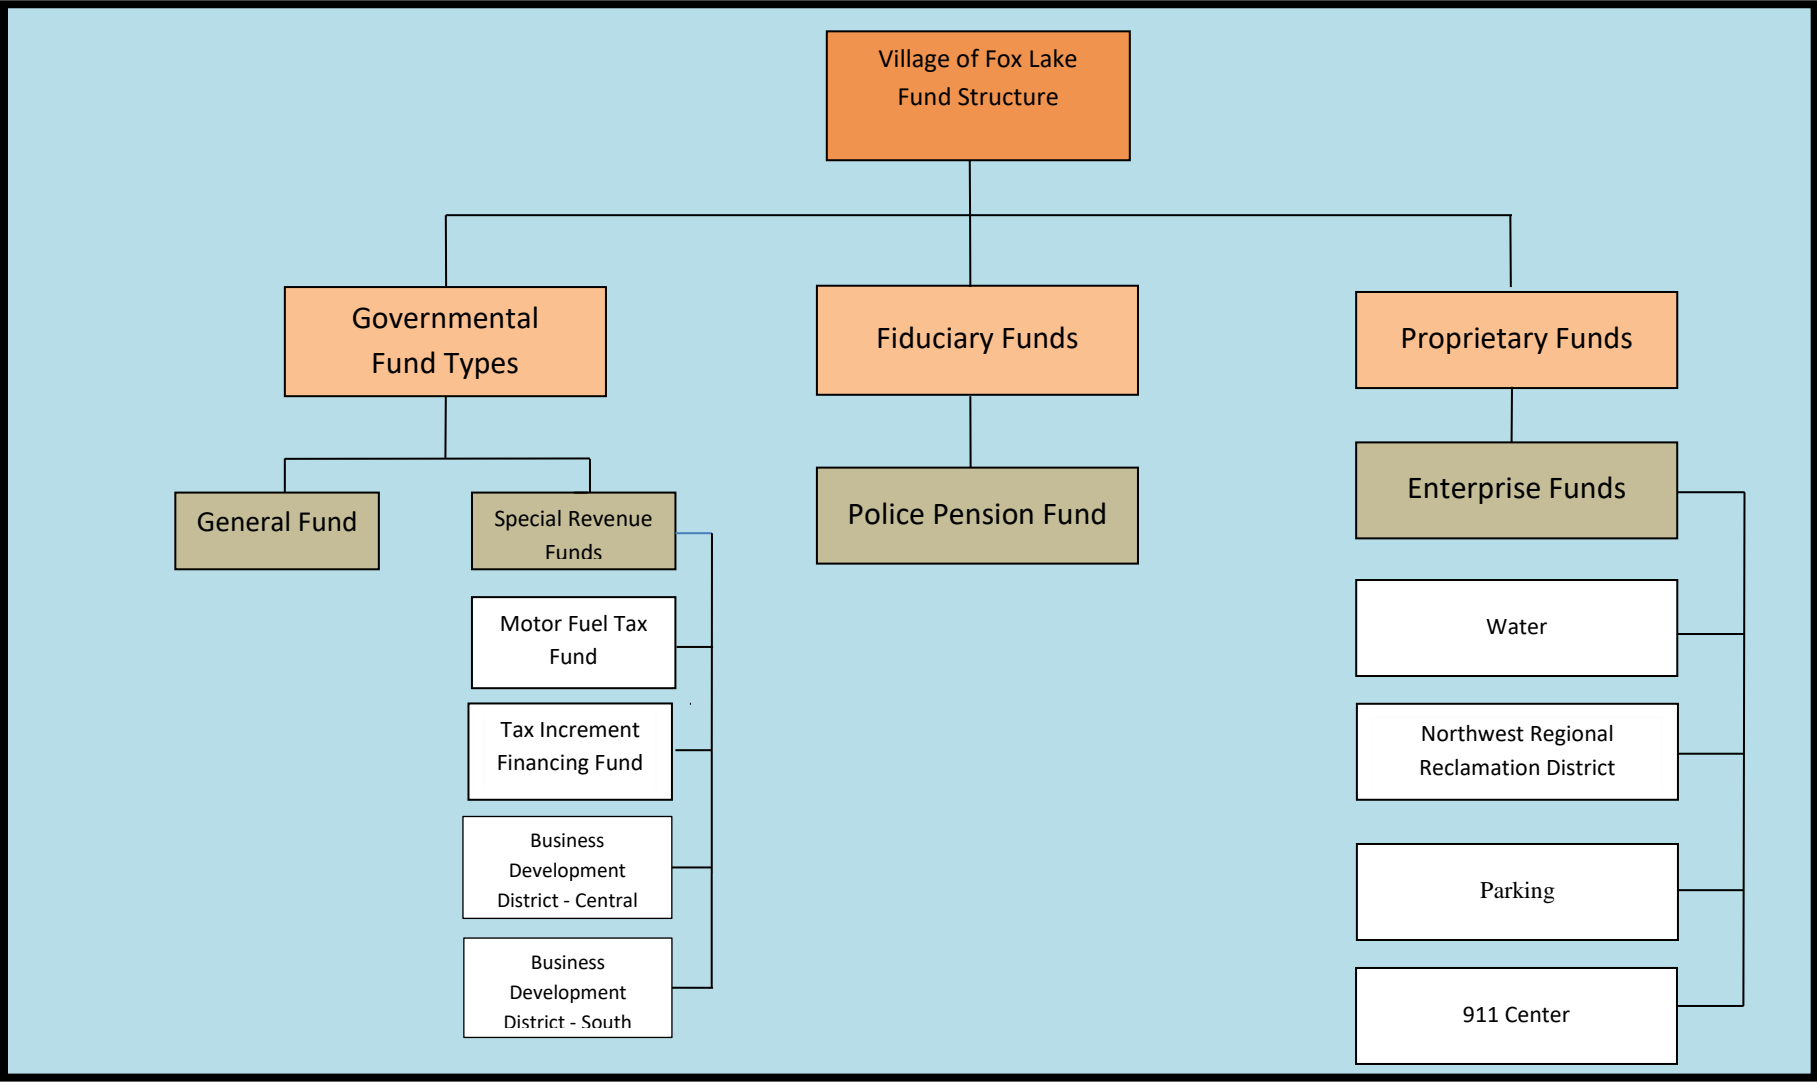 Village of Fox Lake
Fund Structure
Governmental
Fund Types
Fiduciary Funds
Proprietary Funds
General Fund
Special Revenue
Funds
Motor Fuel Tax
Fund
Tax Increment
Financing Fund
Business
Development
District - Central
Business
Development
District - South
Police Pension Fund
Enterprise Funds
Water
Northwest Regional
Reclamation District
Parking
911 Center